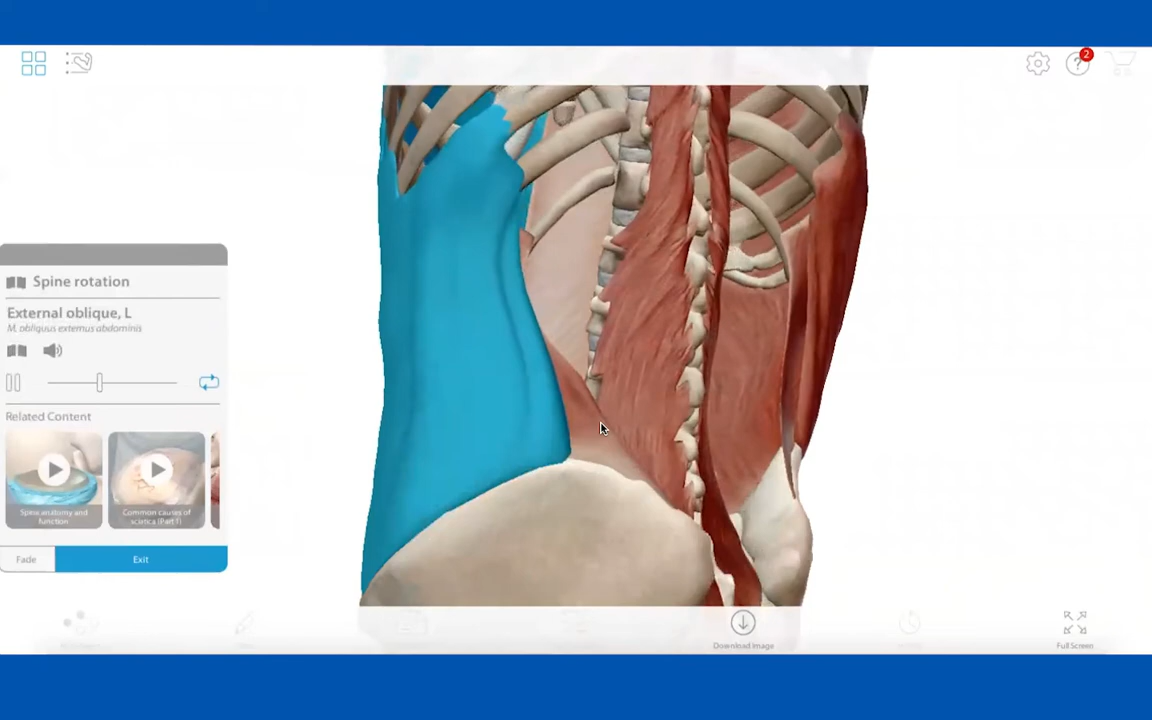 2
Spine rotation
External oblique, L
M. obliquus externus abdominis
Related Content
Spine anatomy and
function
Common causes of
sciatica (Part 1)
Fade
Exit
Download Image
Full Screen